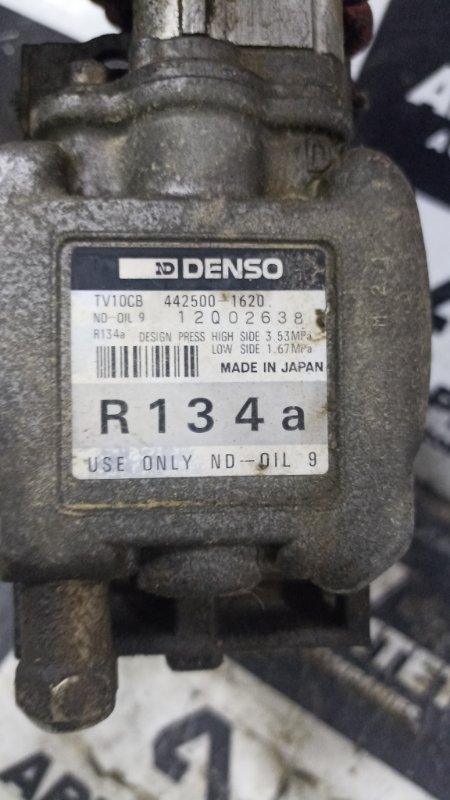 ND DENSO
TV10CB 442500-1620
ND-OIL 9 12Q02638
R134a DESIGN PRESS HIGH SIDE 3.53MPa
LOW SIDE 1.67MPa
MADE IN JAPAN
R134a
USE ONLY ND-OIL 9